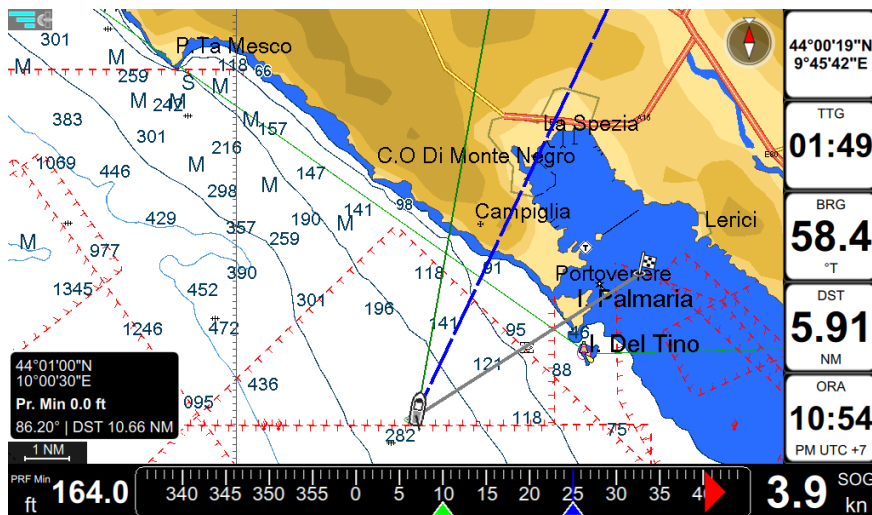 301
P.Ta Mesco
M
259
118
66
S
M
M
M
242
383
M
157
301
216
1069
446
M
147
298
M
C.O Di Monte Negro
La Spezia
A15
E80
429
357
190
141
98
Campiglia
Lerici
M
259
M
977
390
118
91
T
1345
452
301
Portovenere
I. Palmaria
196
141
95
46
1246
472
I. Del Tino
121
88
436
095
118
75
282
44°01'00"N
10°00'30"E
Pr. Min 0.0 ft
86.20° | DST 10.66 NM
1 NM
44°00'19"N
9°45'42"E
TTG
01:49
BRG
58.4
°T
DST
5.91
NM
ORA
10:54
PM UTC +7
PRF Min
ft
164.0
340 345 350 355 0 5 10 15 20 25 30 35
3.9
SOG
kn